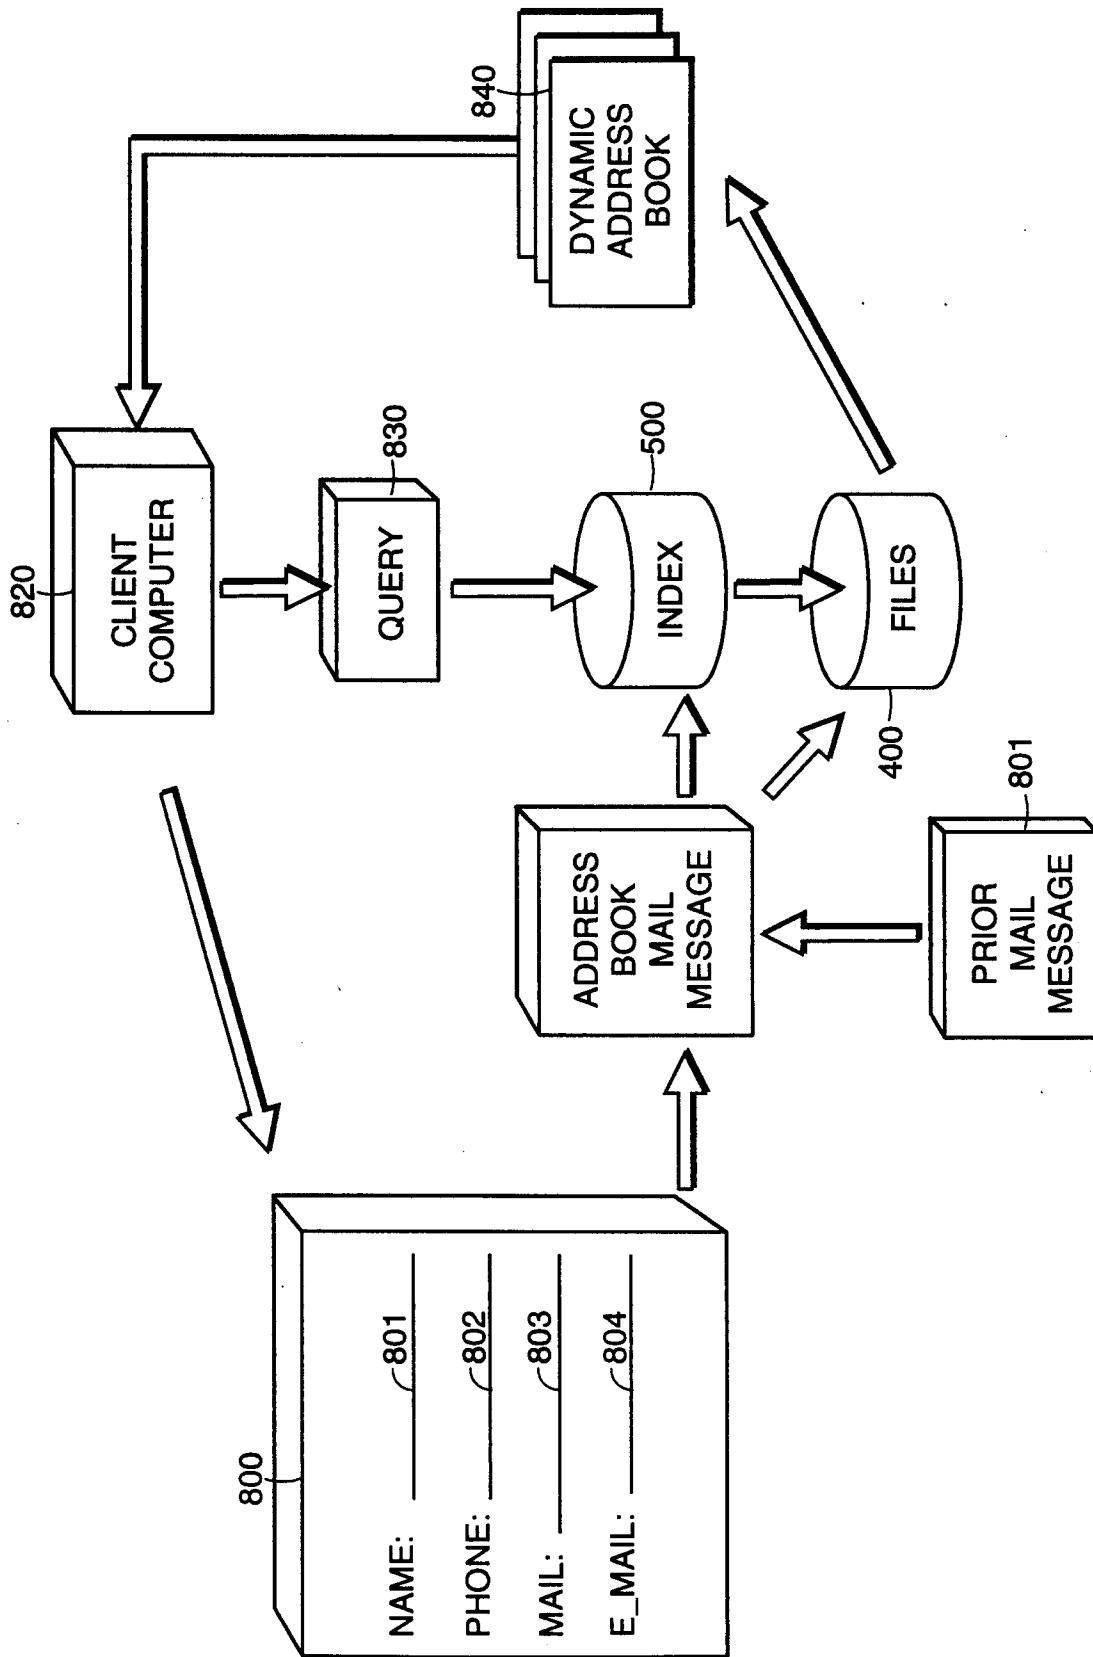 800
NAME: 801
PHONE: 802
MAIL: 803
E_MAIL: 804
820
CLIENT
COMPUTER
830
QUERY
840
DYNAMIC
ADDRESS
BOOK
ADDRESS
BOOK
MAIL
MESSAGE
500
INDEX
400
FILES
801
PRIOR
MAIL
MESSAGE